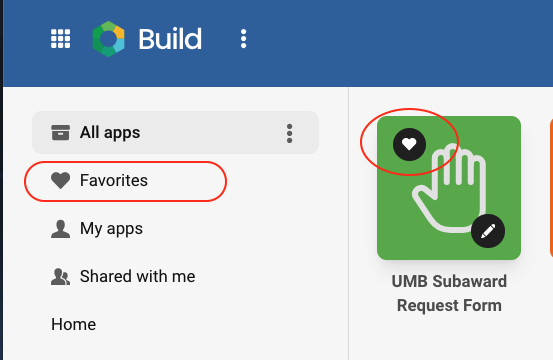 Build
All apps
Favorites
My apps
Shared with me
Home
UMB Subaward
Request Form